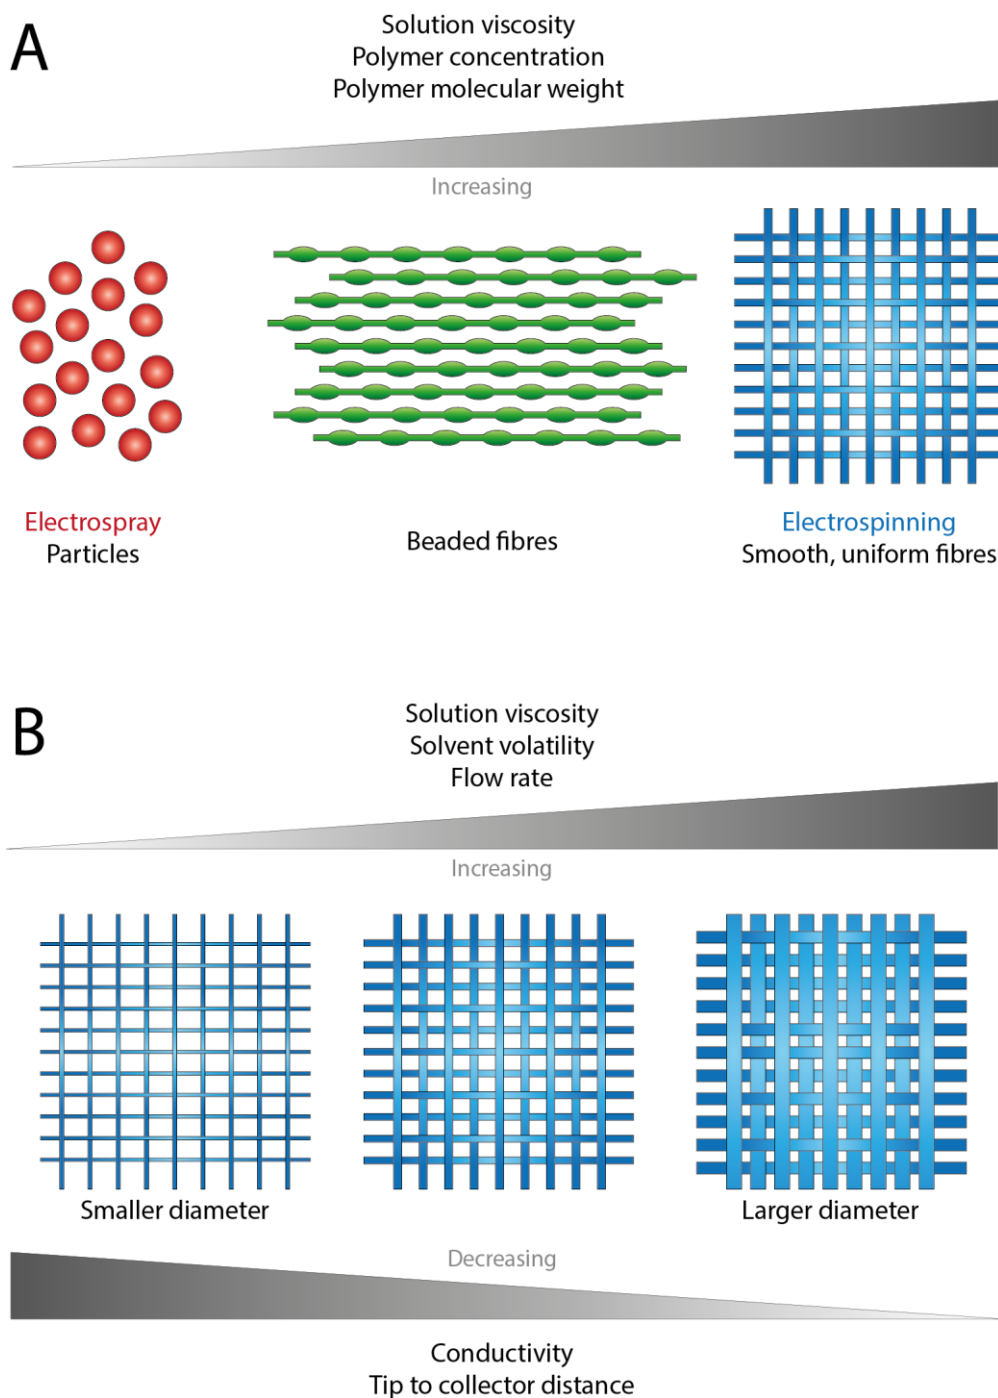 A
Solution viscosity
Polymer concentration
Polymer molecular weight
Increasing
Electrospray
Particles
Beaded fibres
Electrospinning
Smooth, uniform fibres
B
Solution viscosity
Solvent volatility
Flow rate
Increasing
Smaller diameter
Larger diameter
Decreasing
Conductivity
Tip to collector distance